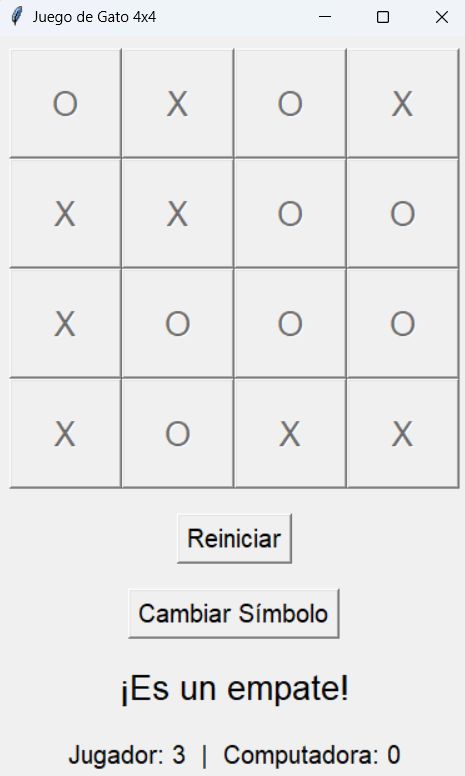 Juego de Gato 4x4
O X O X
X X O O
X O O O
X O X X
Reiniciar
Cambiar Símbolo
¡Es un empate!
Jugador: 3 | Computadora: 0